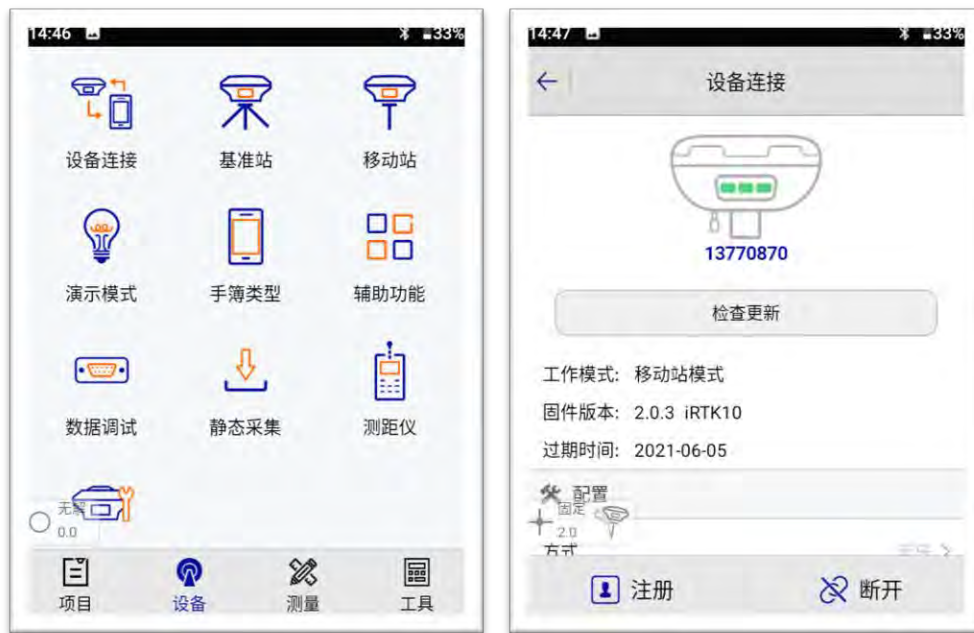 14:46
33%
设备连接
基准站
移动站
演示模式
手簿类型
辅助功能
数据调试
静态采集
测距仪
无解
0.0
项目
设备
测量
工具
14:47
33%
设备连接
13770870
检查更新
工作模式: 移动站模式
固件版本: 2.0.3 iRTK10
过期时间: 2021-06-05
配置
固定
2.0
方式
注册
断开